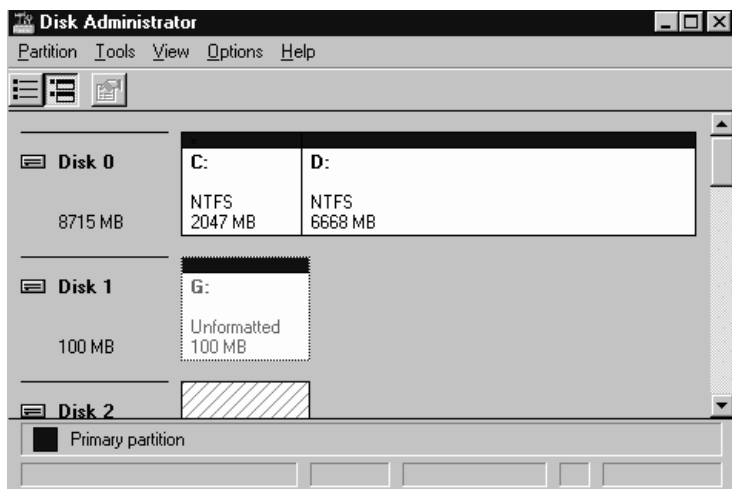 Disk Administrator
Partition Tools View Options Help
Disk 0
8715 MB
C:
NTFS
2047 MB
D:
NTFS
6668 MB
Disk 1
100 MB
G:
Unformatted
100 MB
Disk 2
Primary partition